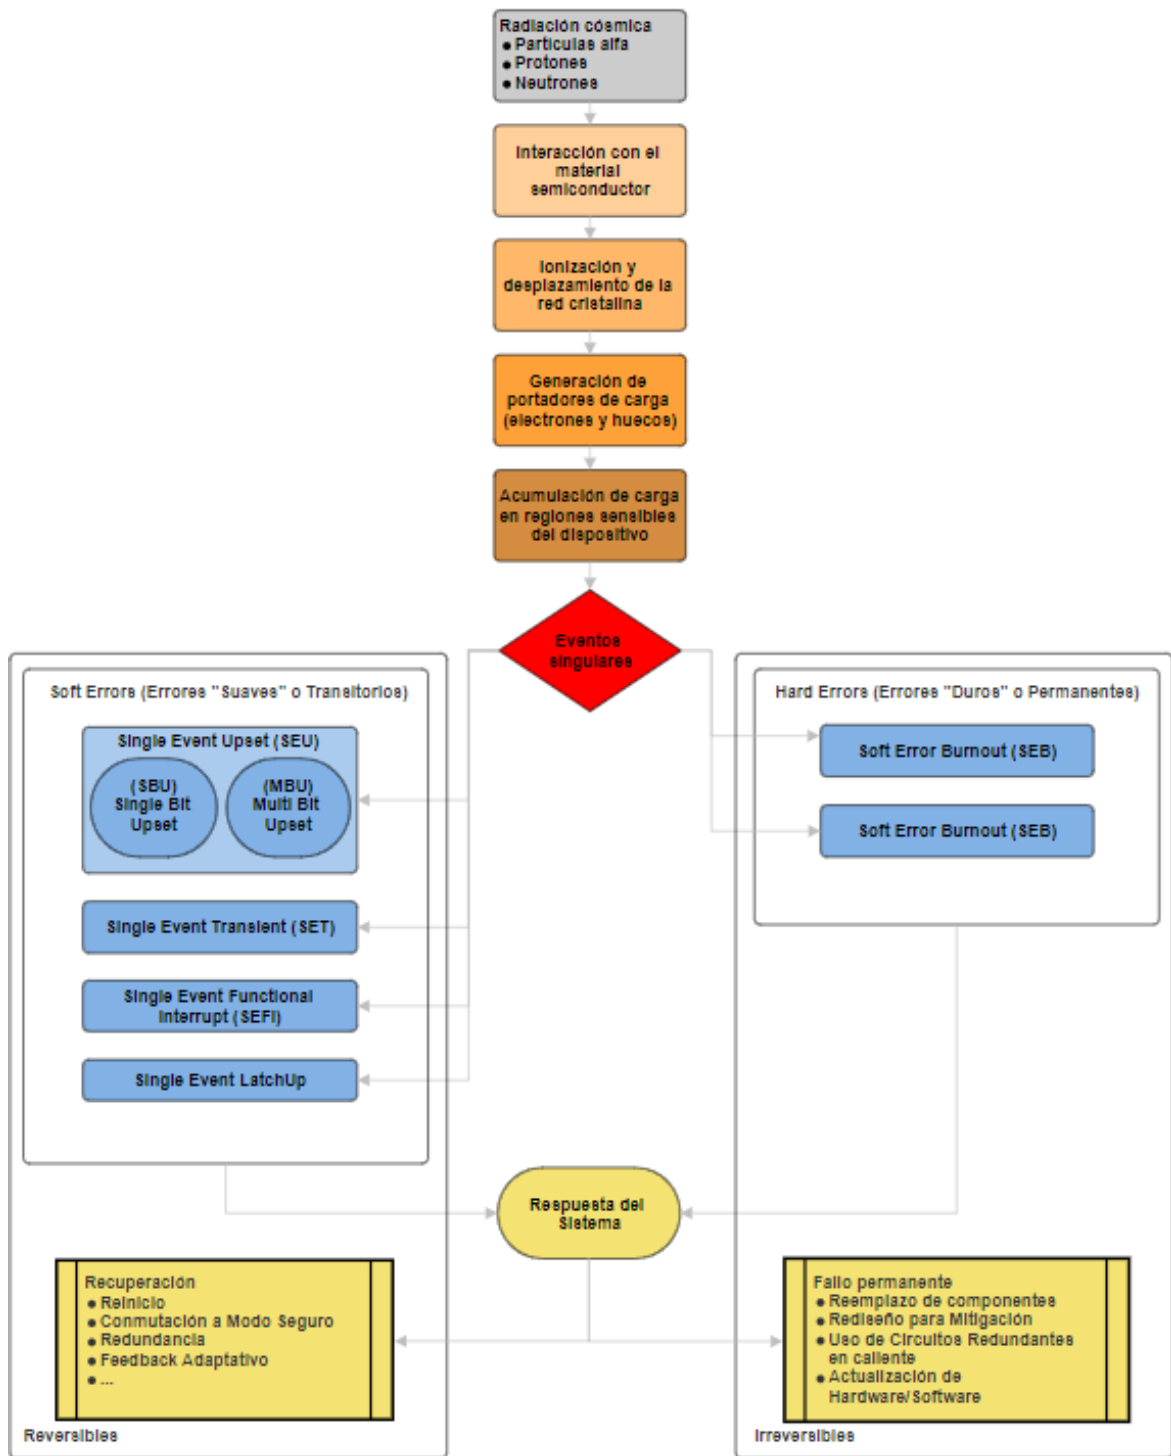 Radiación cósmica
● Partículas alfa
● Protones
● Neutrones
Interacción con el
material
semiconductor
Ionización y
desplazamiento de la
red cristalina
Generación de
portadores de carga
(electrones y huecos)
Acumulación de carga
en regiones sensibles
del dispositivo
Eventos
singulares
Soft Errors (Errores "Suaves" o Transitorios)
Single Event Upset (SEU)
(SBU)
Single Bit
Upset
(MBU)
Multi Bit
Upset
Single Event Transient (SET)
Single Event Functional
Interrupt (SEFI)
Single Event LatchUp
Hard Errors (Errores "Duros" o Permanentes)
Soft Error Burnout (SEB)
Soft Error Burnout (SEB)
Respuesta del
Sistema
Recuperación
● Reinicio
● Conmutación a Modo Seguro
● Redundancia
● Feedback Adaptativo
● ...
Reversibles
Fallo permanente
● Reemplazo de componentes
● Rediseño para Mitigación
● Uso de Circuitos Redundantes
en caliente
● Actualización de
Hardware/Software
Irreversibles